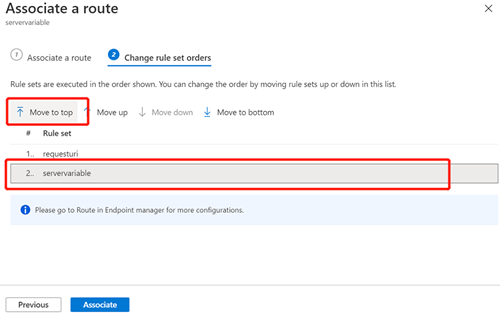 Associate a route
servervariable
1 Associate a route 2 Change rule set orders
Rule sets are executed in the order shown. You can change the order by moving rule sets up or down in this list.
Move to top Move up Move down Move to bottom
# Rule set
1.. requesturi
2.. servervariable
Please go to Route in Endpoint manager for more configurations.
Previous Associate